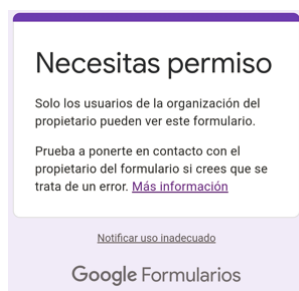 Necesitas permiso
Solo los usuarios de la organización del
propietario pueden ver este formulario.
Prueba a ponerte en contacto con el
propietario del formulario si crees que se
trata de un error. Más información
Notificar uso inadecuado
Google Formularios